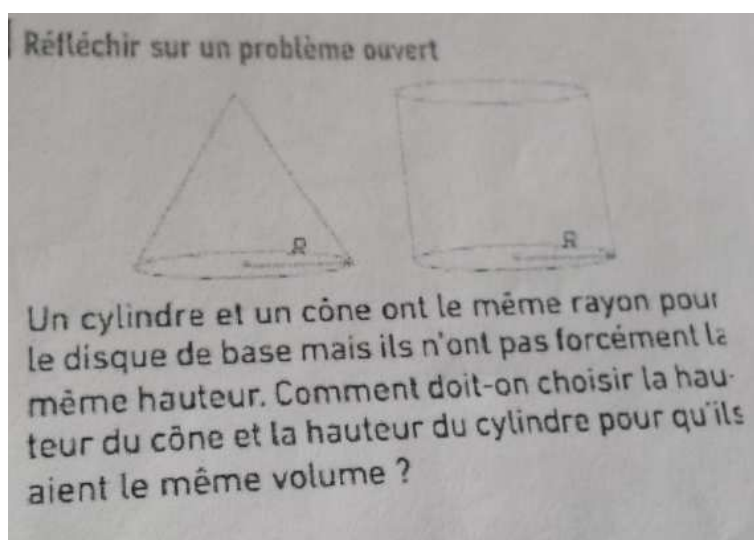 Réfléchir sur un problème ouvert
R
R
Un cylindre et un cône ont le même rayon pour
le disque de base mais ils n'ont pas forcément la
même hauteur. Comment doit-on choisir la hau-
teur du cône et la hauteur du cylindre pour qu'ils
aient le même volume ?